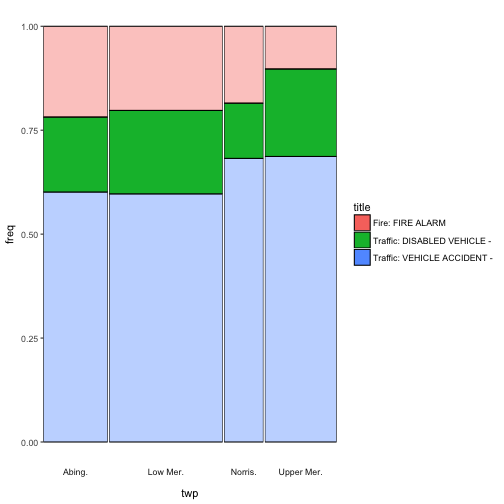 1.00
0.75
0.50
0.25
0.00
freq
Abing. Low Mer. Norris. Upper Mer.
twp
title
Fire: FIRE ALARM
Traffic: DISABLED VEHICLE -
Traffic: VEHICLE ACCIDENT -